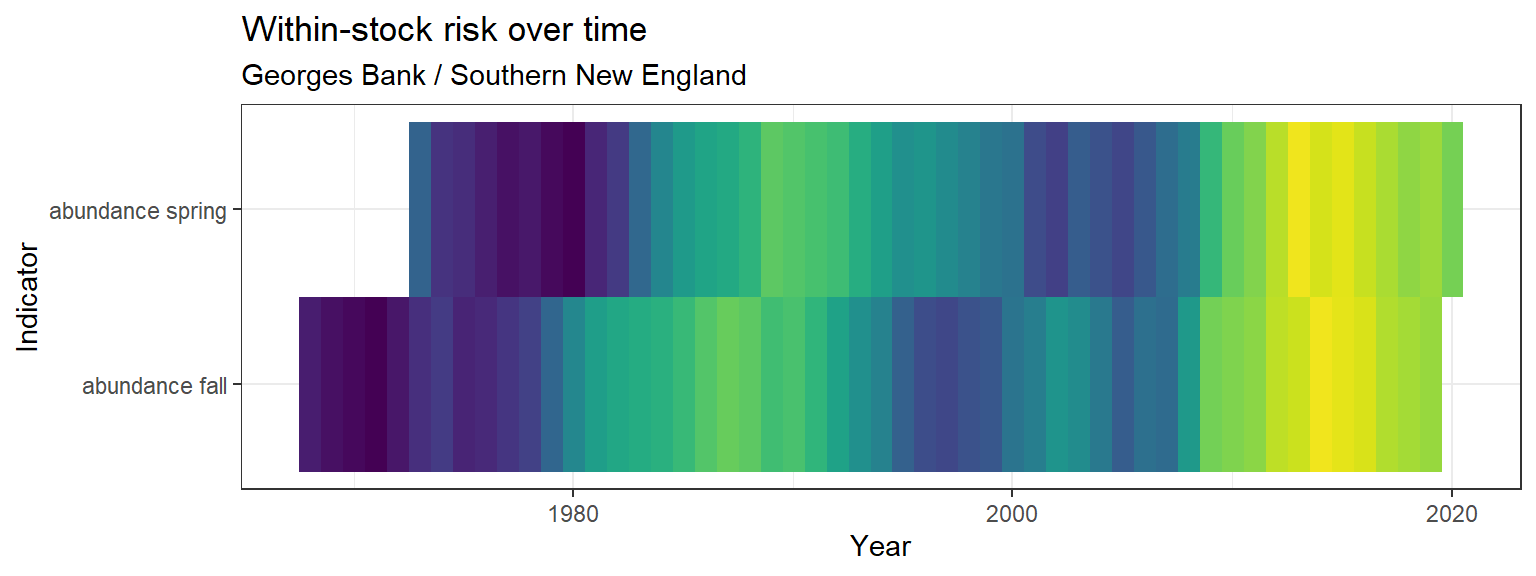 Within-stock risk over time
Georges Bank / Southern New England
Indicator
abundance spring
abundance fall
1980
2000
2020
Year